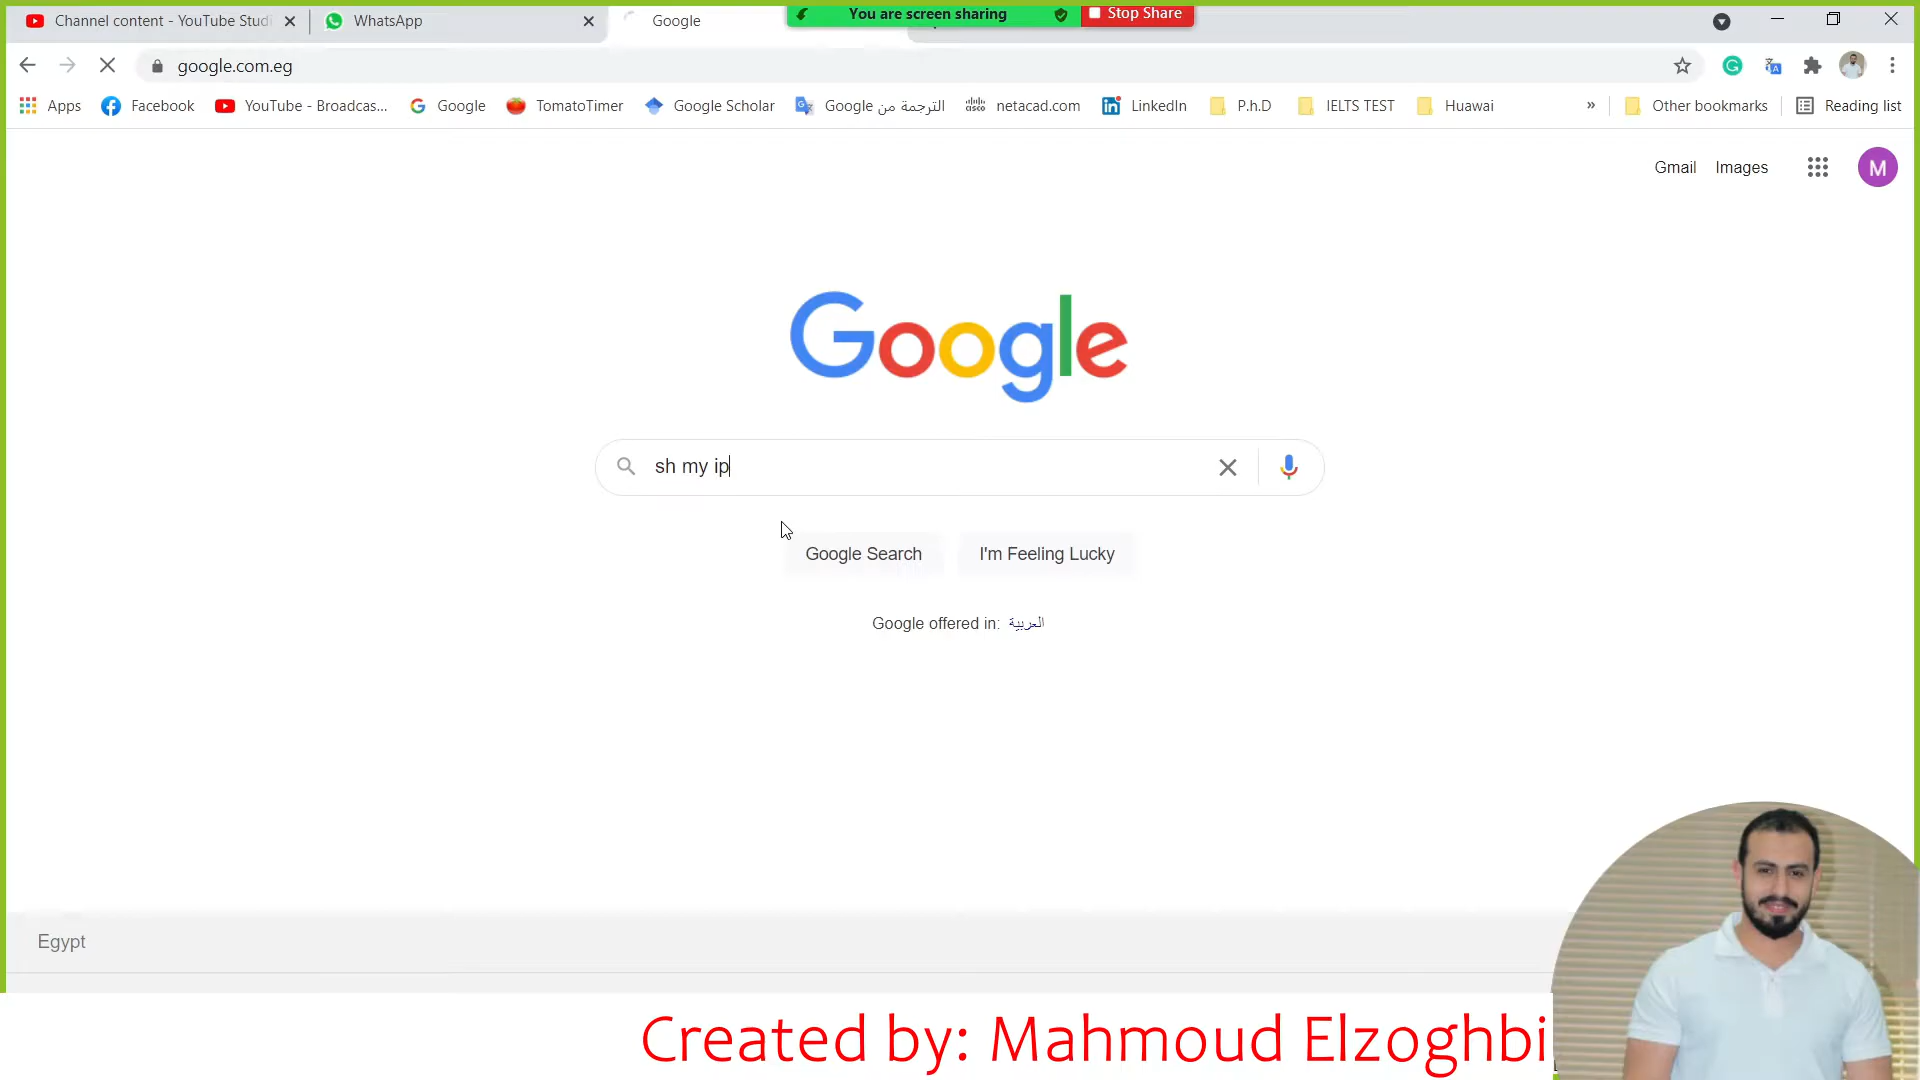 Channel content - YouTube Studi
WhatsApp
Google
You are screen sharing
Stop Share
google.com.eg
Apps
Facebook
YouTube - Broadcas...
Google
TomatoTimer
Google Scholar
الترجمة من Google
netacad.com
LinkedIn
P.h.D
IELTS TEST
Huawai
»
Other bookmarks
Reading list
Gmail
Images
M
Google
sh my ip
Google Search
I'm Feeling Lucky
Google offered in: العربية
Egypt
Created by: Mahmoud Elzoghbi